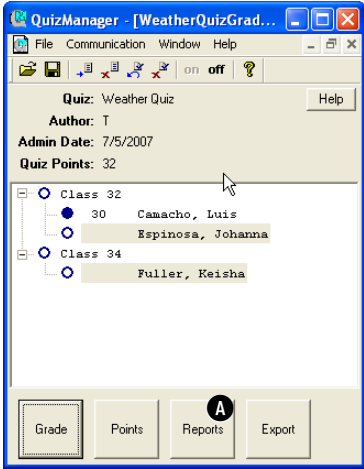 QuizManager - [WeatherQuizGrad...
File Communication Window Help
on off
Quiz: Weather Quiz
Help
Author: T
Admin Date: 7/5/2007
Quiz Points: 32
Class 32
30 Camacho, Luis
Espinosa, Johanna
Class 34
Fuller, Keisha
A
Grade Points Reports Export